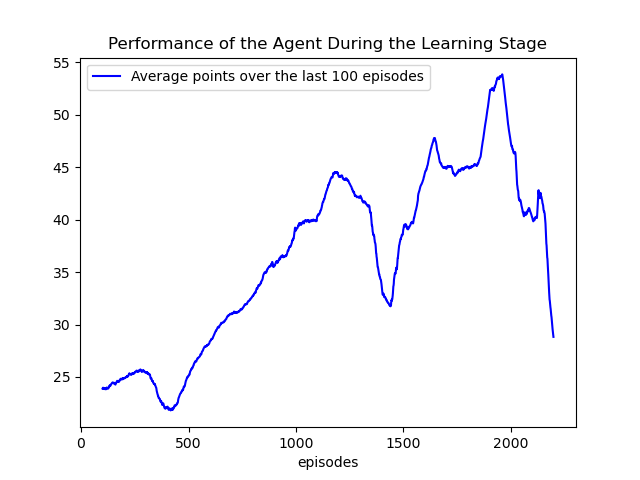 Performance of the Agent During the Learning Stage
Average points over the last 100 episodes
55
50
45
40
35
30
25
0 500 1000 1500 2000
episodes